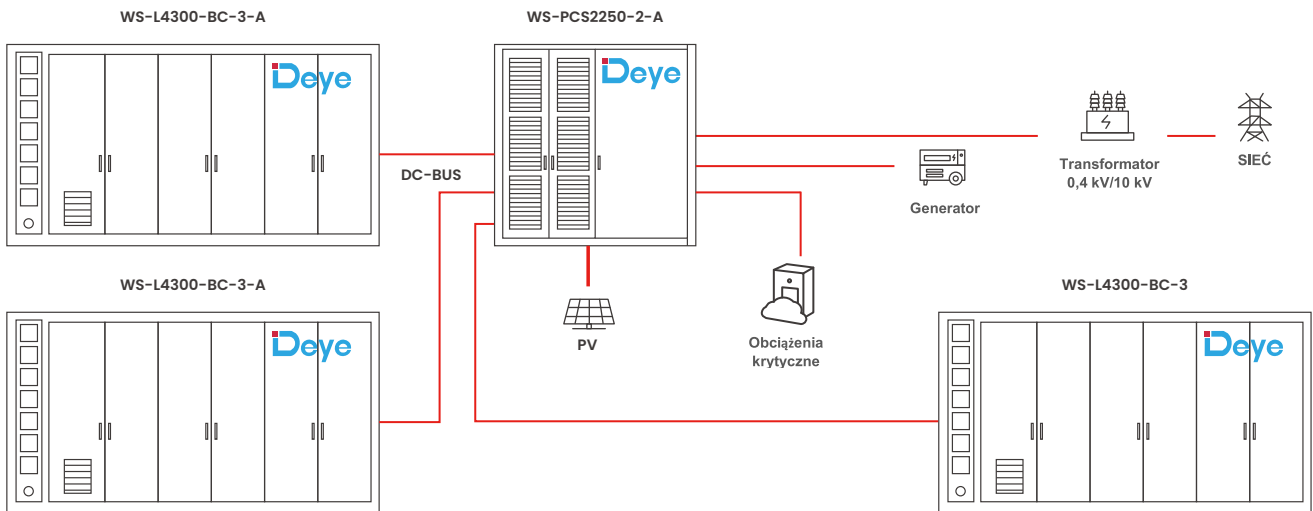 WS-L4300-BC-3-A
WS-PCS2250-2-A
Deye
Deye
DC-BUS
Transformator
0,4 kV/10 kV
SIEĆ
Generator
WS-L4300-BC-3-A
WS-L4300-BC-3
Deye
PV
Obciążenia
krytyczne
Deye